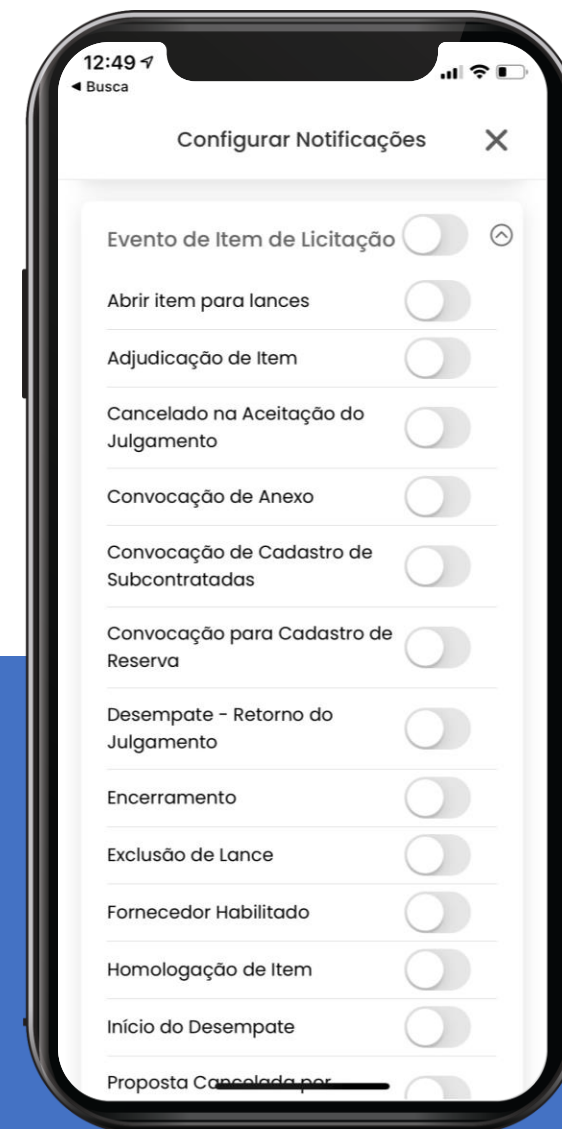 12:49
Busca
Configurar Notificações
Evento de Item de Licitação
Abrir item para lances
Adjudicação de Item
Cancelado na Aceitação do
Julgamento
Convocação de Anexo
Convocação de Cadastro de
Subcontratadas
Convocação para Cadastro de
Reserva
Desempate - Retorno do
Julgamento
Encerramento
Exclusão de Lance
Fornecedor Habilitado
Homologação de Item
Início do Desempate
Proposta Cancelada por